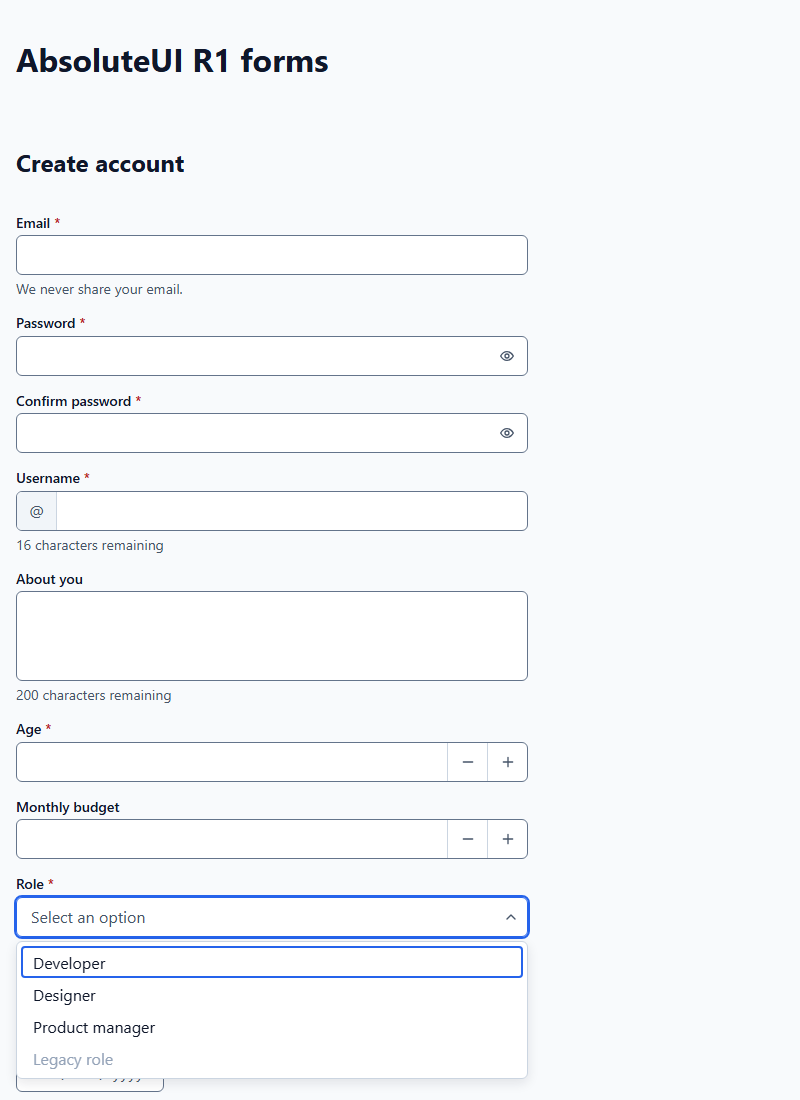 AbsoluteUI R1 forms
Create account
Email *
We never share your email.
Password *
Confirm password *
Username *
@
16 characters remaining
About you
200 characters remaining
Age *
Monthly budget
Role *
Select an option
Developer
Designer
Product manager
Legacy role